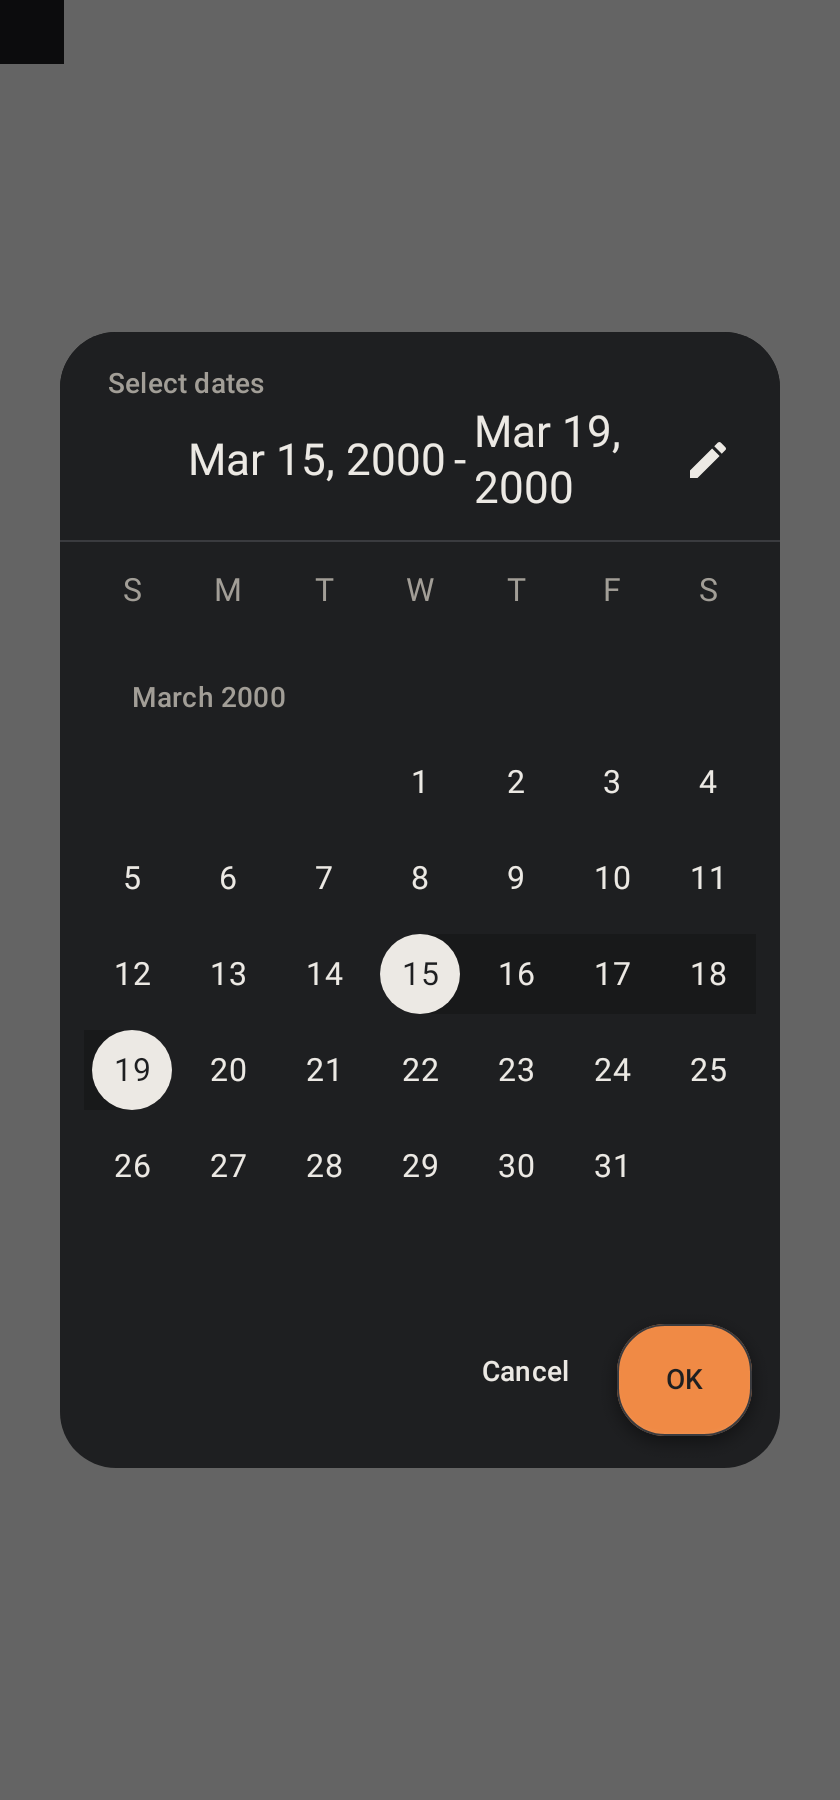 Select dates
Mar 15, 2000 - Mar 19,
2000
S M T W T F S
March 2000
1 2 3 4
5 6 7 8 9 10 11
12 13 14 15 16 17 18
19 20 21 22 23 24 25
26 27 28 29 30 31
Cancel OK